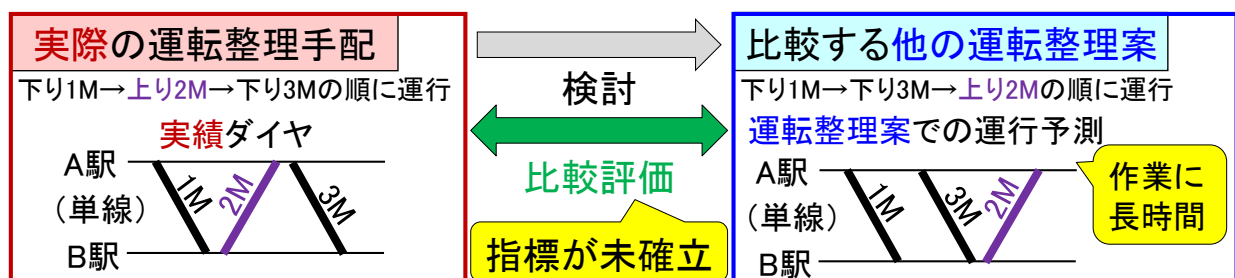 実際の運転整理手配
下り1M→上り2M→下り3Mの順に運行
実績ダイヤ
A駅
(単線)
B駅
1M
2M
3M
検討
比較評価
指標が未確立
比較する他の運転整理案
下り1M→下り3M→上り2Mの順に運行
運転整理案での運行予測
A駅
(単線)
B駅
1M
3M
2M
作業に
長時間